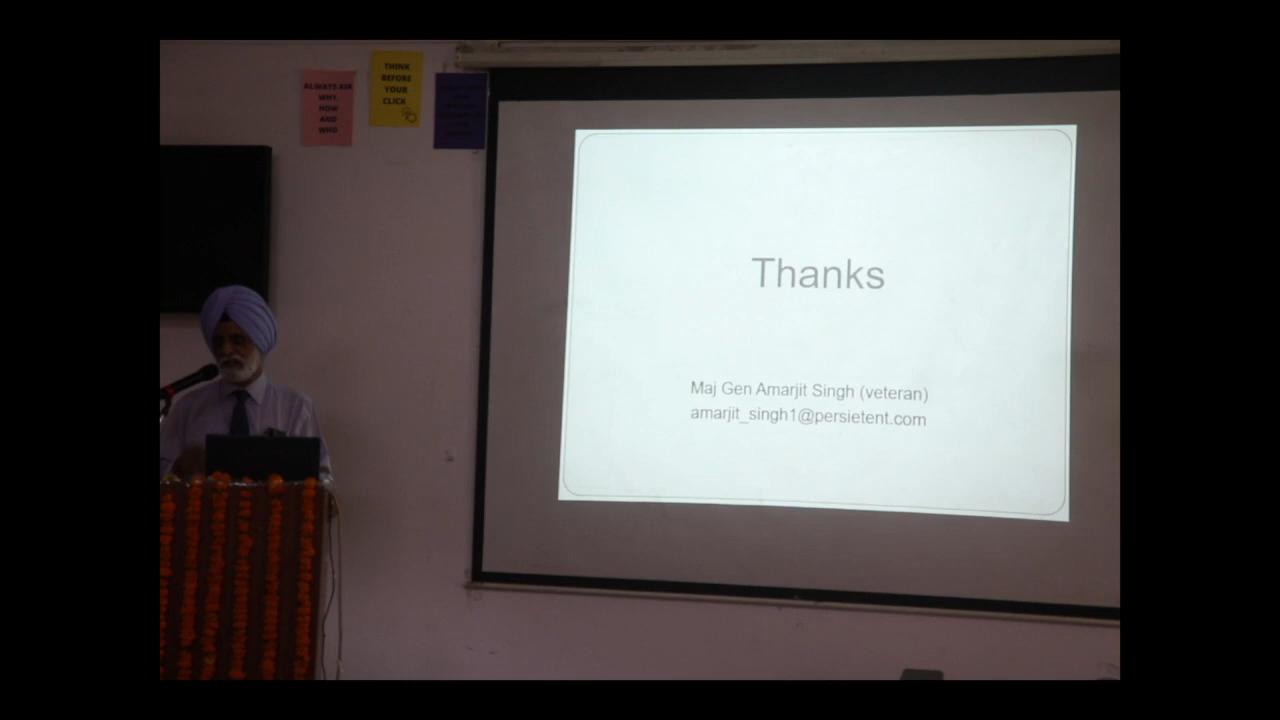 ALWAYS ASK
WHY,
HOW
AND
WHO
THINK
BEFORE
YOUR
CLICK
Thanks
Maj Gen Amarjit Singh (veteran)
amarjit_singh1@persietent.com